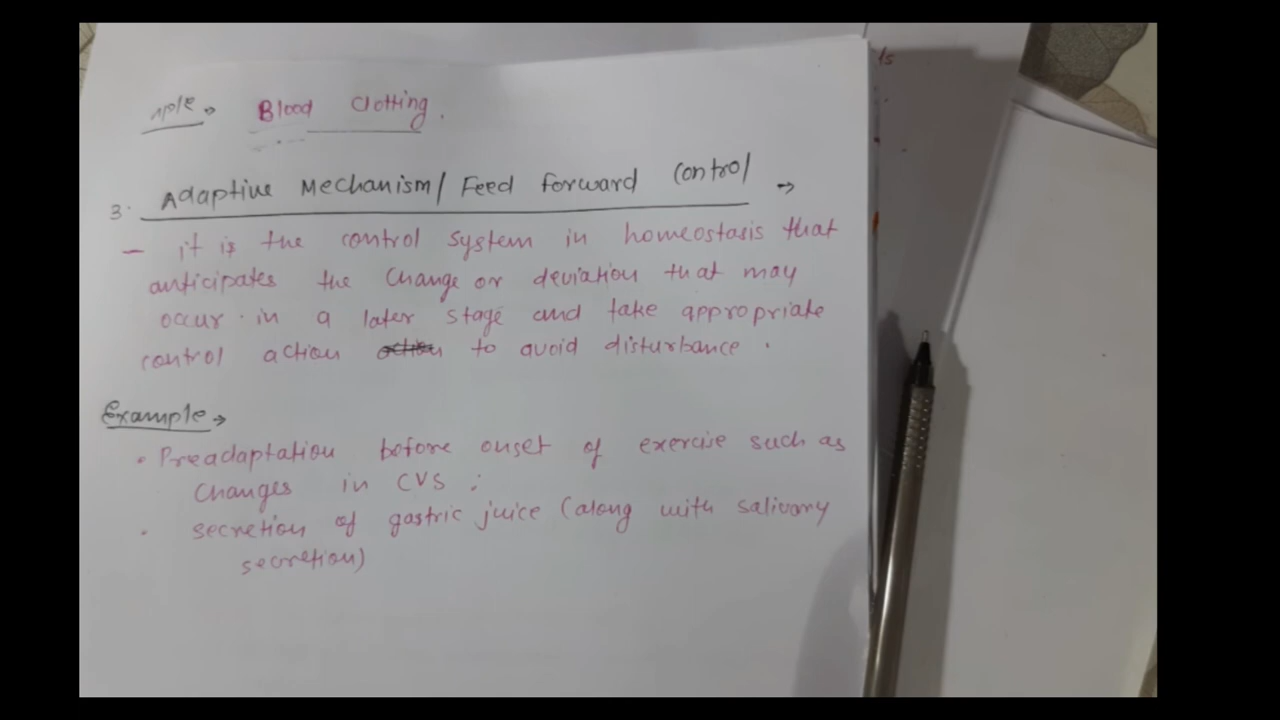 mple → Blood Clotting.
3. Adaptive Mechanism/ Feed forward Control →
- it is the control system in homeostasis that
anticipates the change or deviation that may
occur in a later stage and take appropriate
control action to avoid disturbance.
Example →
• Preadaptation before onset of exercise such as
changes in CVS ;
• secretion of gastric juice (along with salivary
secretion)